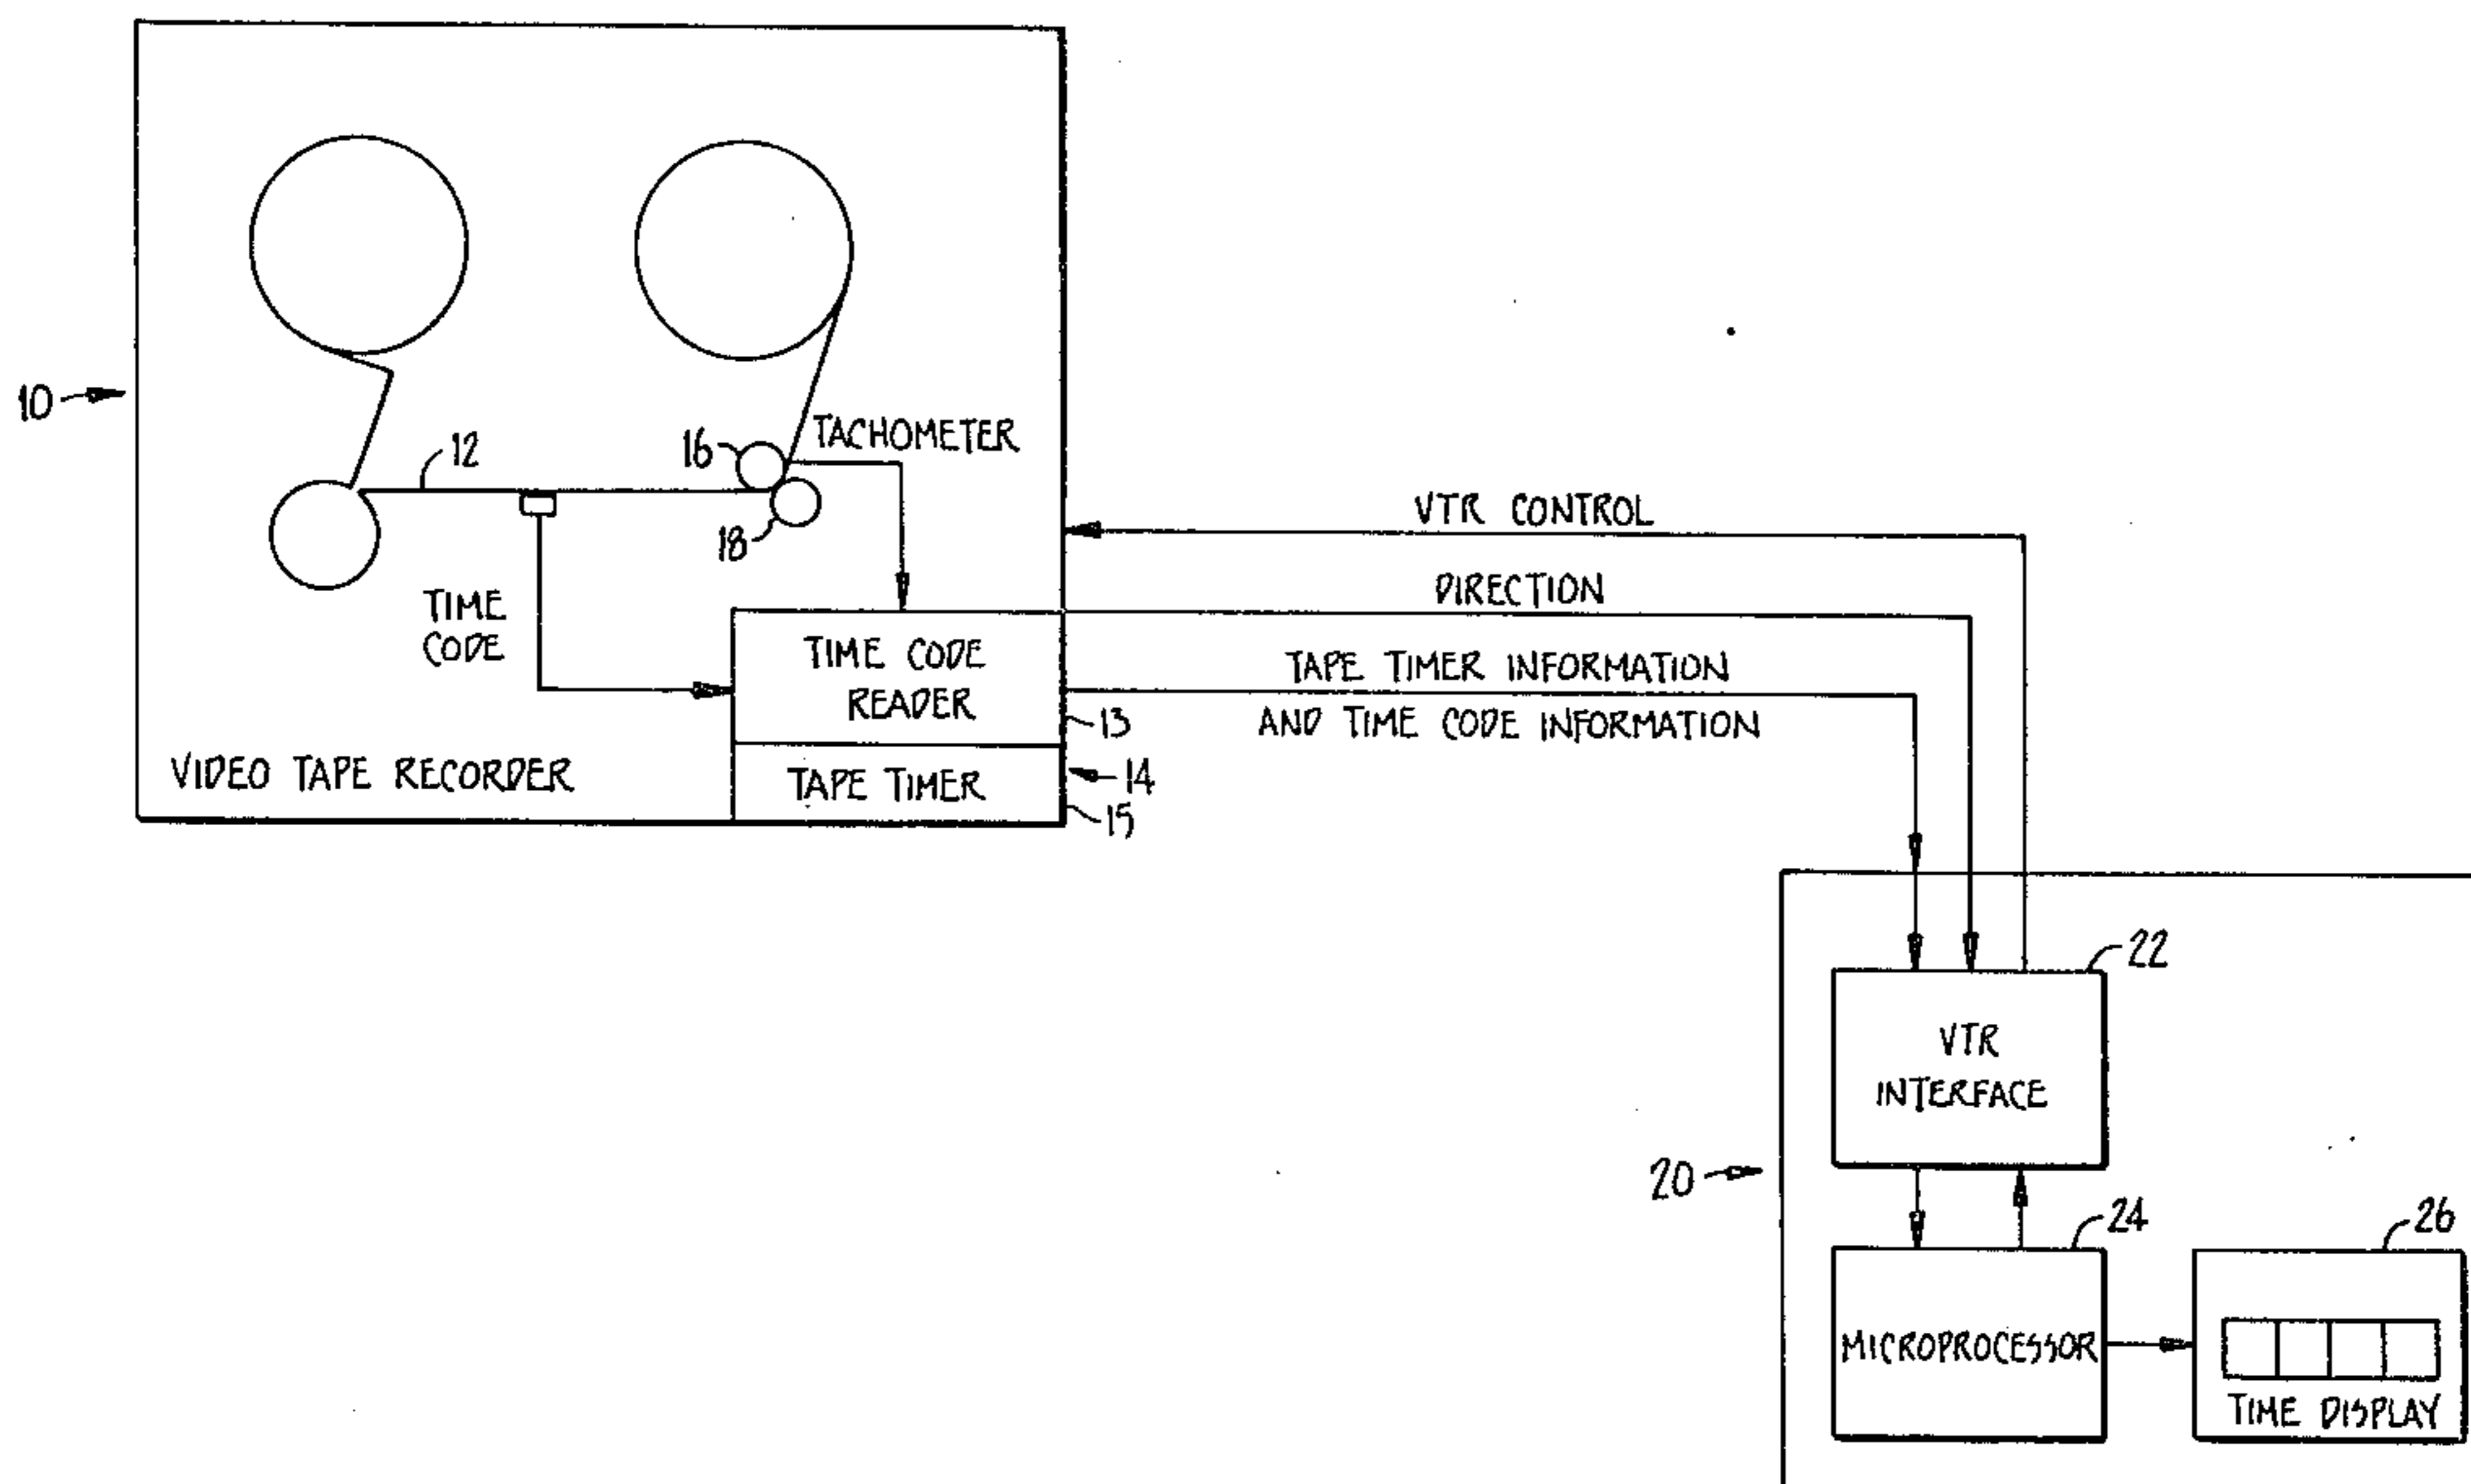 10
12
16
TACHOMETER
18
TIME
CODE
TIME CODE
READER
13
VIDEO TAPE RECORDER
TAPE TIMER
14
15
VTR CONTROL
DIRECTION
TAPE TIMER INFORMATION
AND TIME CODE INFORMATION
20
22
VTR
INTERFACE
24
MICROPROCESSOR
26
TIME DISPLAY